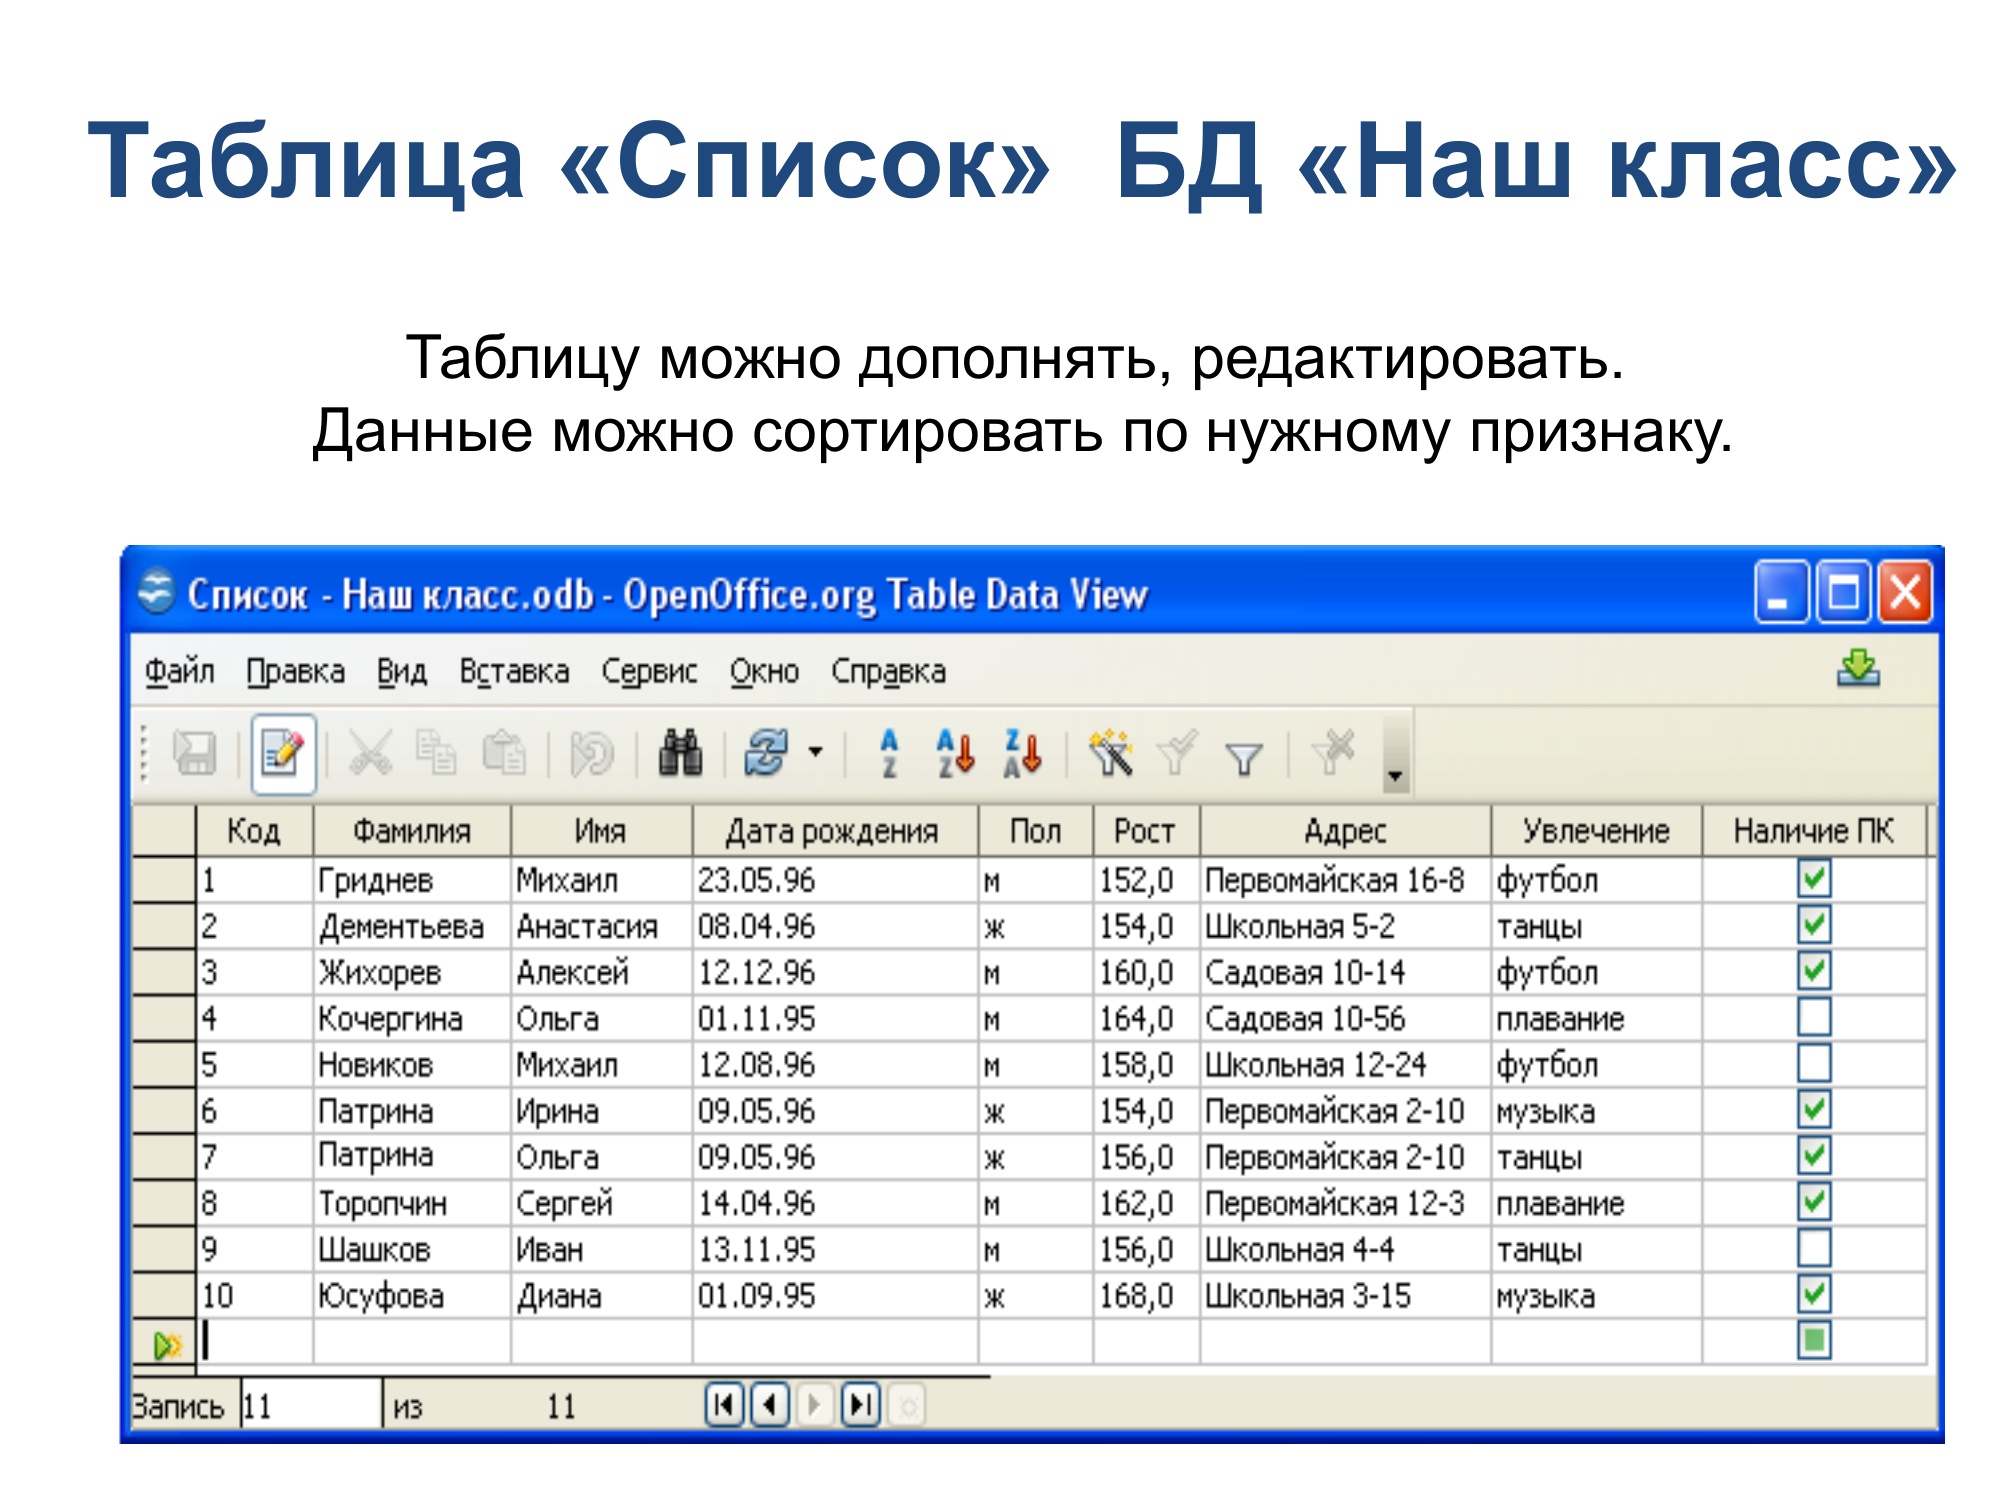 Таблица «Список» БД «Наш класс»
Таблицу можно дополнять, редактировать.
Данные можно сортировать по нужному признаку.
Список - Наш класс.odb - OpenOffice.org Table Data View
Файл Правка Вид Вставка Сервис Окно Справка
Код Фамилия Имя Дата рождения Пол Рост Адрес Увлечение Наличие ПК
1 Гриднев Михаил 23.05.96 м 152,0 Первомайская 16-8 футбол
2 Дементьева Анастасия 08.04.96 ж 154,0 Школьная 5-2 танцы
3 Жихорев Алексей 12.12.96 м 160,0 Садовая 10-14 футбол
4 Кочергина Ольга 01.11.95 м 164,0 Садовая 10-56 плавание
5 Новиков Михаил 12.08.96 м 158,0 Школьная 12-24 футбол
6 Патрина Ирина 09.05.96 ж 154,0 Первомайская 2-10 музыка
7 Патрина Ольга 09.05.96 ж 156,0 Первомайская 2-10 танцы
8 Торопчин Сергей 14.04.96 м 162,0 Первомайская 12-3 плавание
9 Шашков Иван 13.11.95 м 156,0 Школьная 4-4 танцы
10 Юсуфова Диана 01.09.95 ж 168,0 Школьная 3-15 музыка
Запись 11 из 11